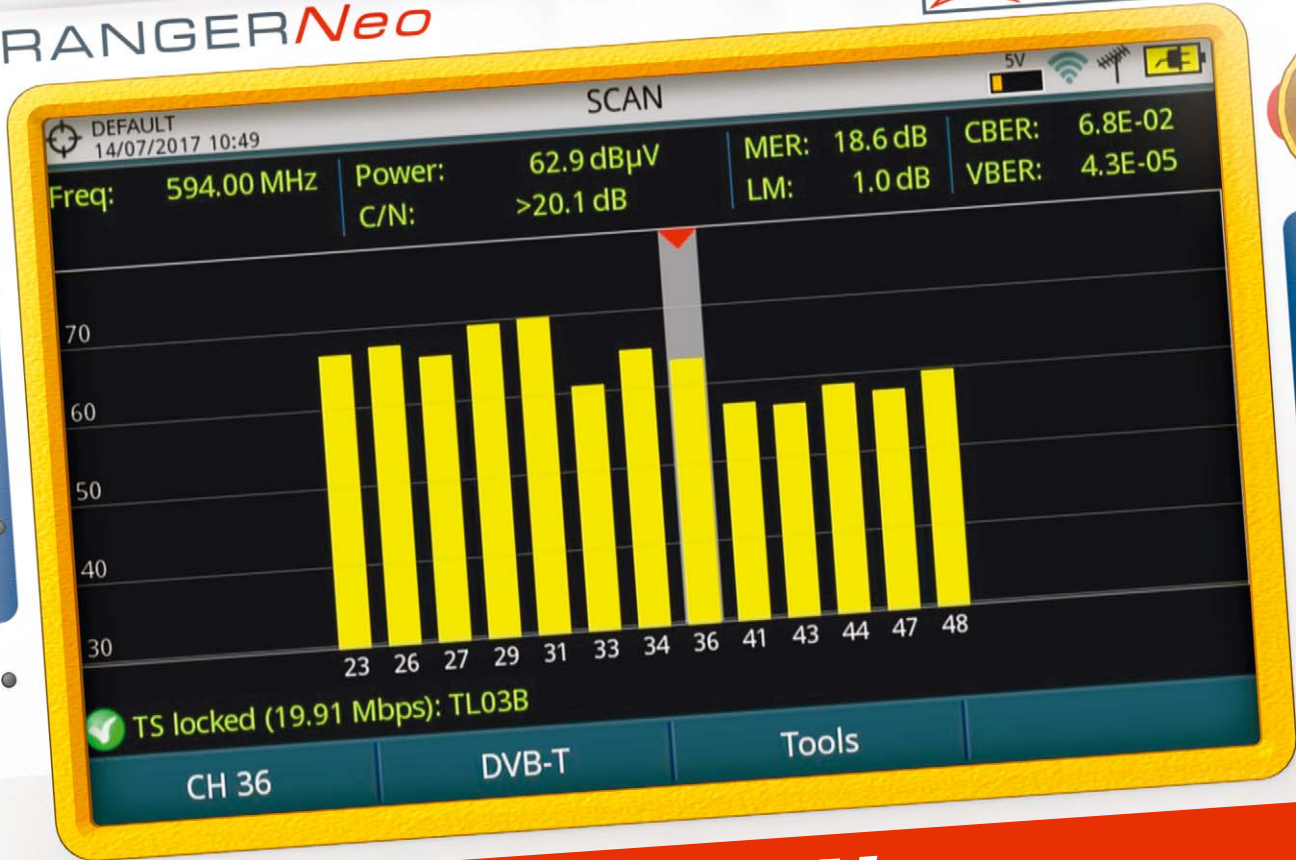 RANGERNeo
DEFAULT
14/07/2017 10:49
SCAN
5V
Freq: 594.00 MHz
Power: 62.9 dBµV
C/N: >20.1 dB
MER: 18.6 dB
LM: 1.0 dB
CBER: 6.8E-02
VBER: 4.3E-05
70
60
50
40
30
23 26 27 29 31 33 34 36 41 43 44 47 48
TS locked (19.91 Mbps): TL03B
CH 36 DVB-T Tools